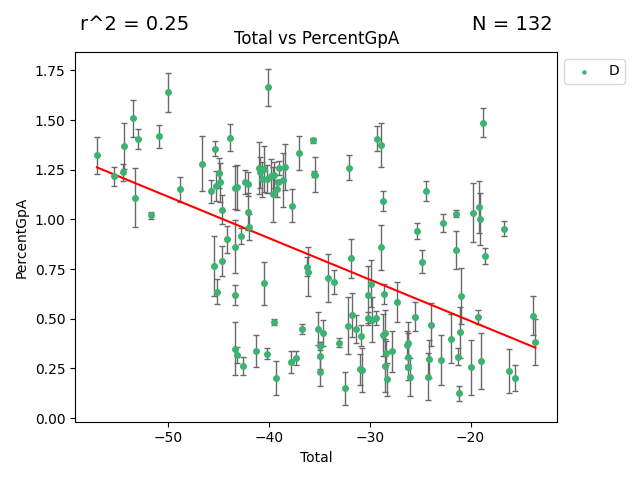 r^2 = 0.25 N = 132
Total vs PercentGpA
D
PercentGpA
1.75
1.50
1.25
1.00
0.75
0.50
0.25
0.00
−50 −40 −30 −20
Total